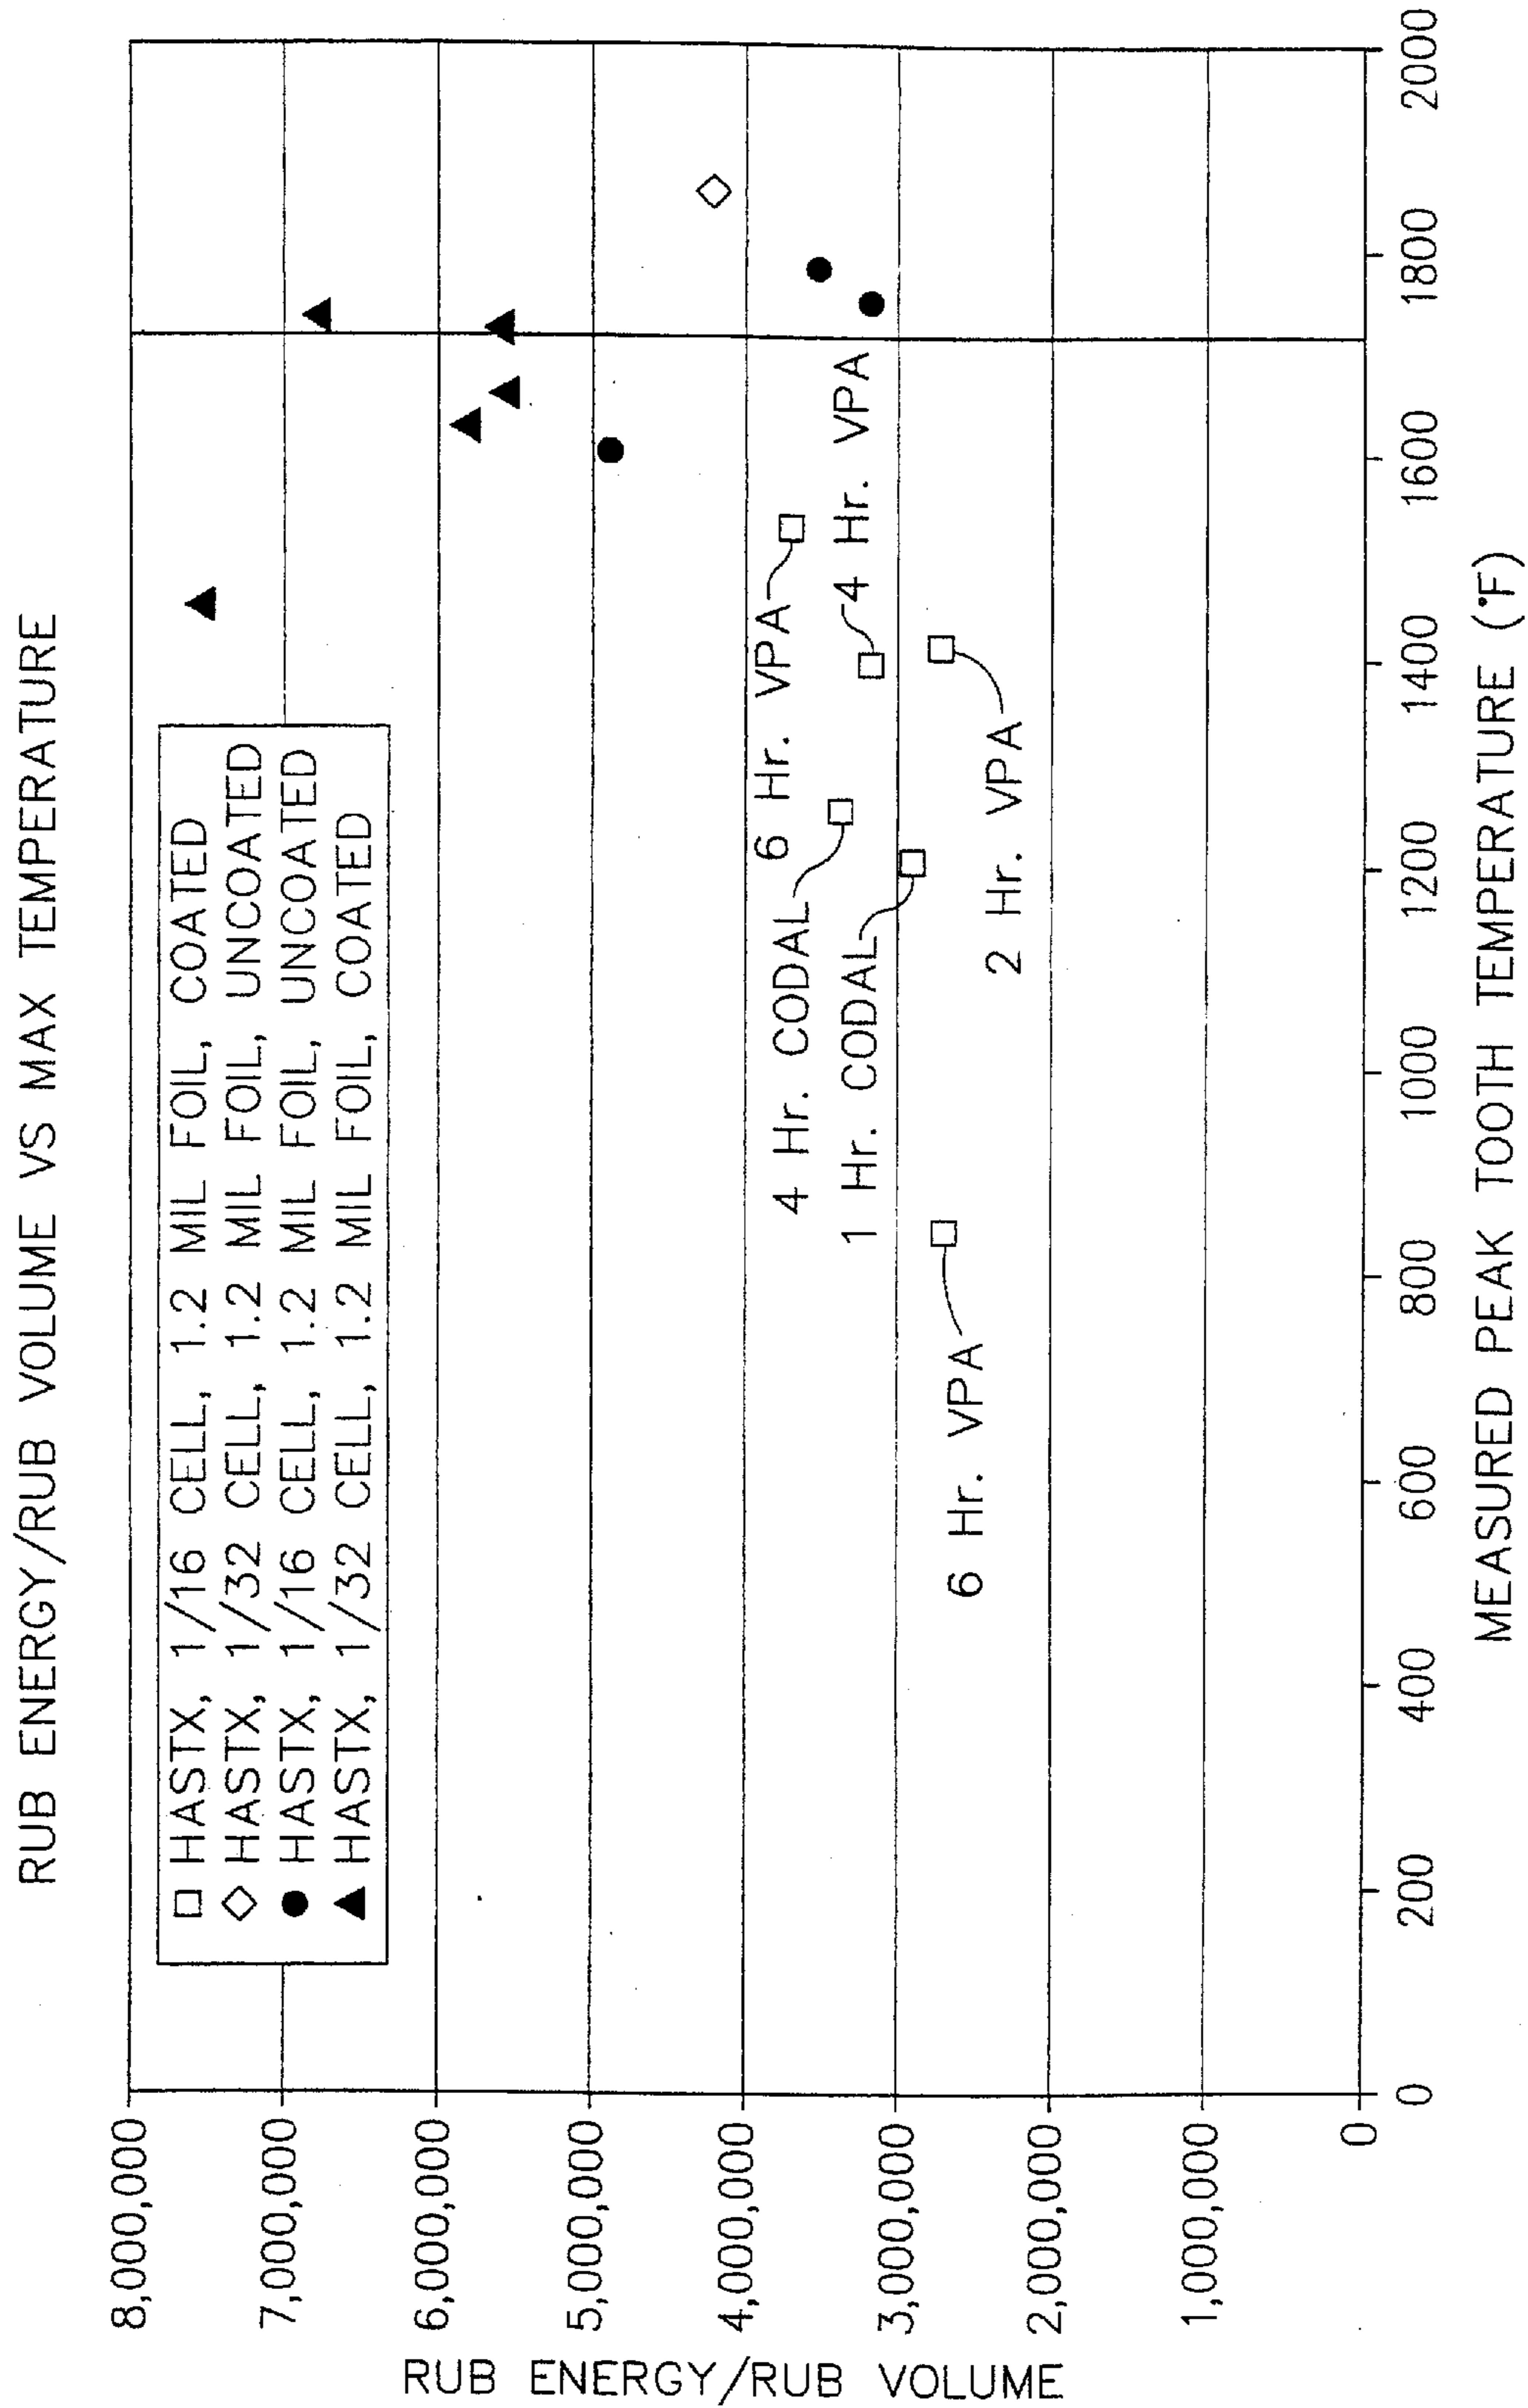 RUB ENERGY/RUB VOLUME VS MAX TEMPERATURE
8,000,000
7,000,000
6,000,000
5,000,000
4,000,000
3,000,000
2,000,000
1,000,000
0
RUB ENERGY/RUB VOLUME
HASTX, 1/16 CELL, 1.2 MIL FOIL, COATED
HASTX, 1/32 CELL, 1.2 MIL FOIL, UNCOATED
HASTX, 1/16 CELL, 1.2 MIL FOIL, UNCOATED
HASTX, 1/32 CELL, 1.2 MIL FOIL, COATED
6 Hr. VPA
4 Hr. CODAL
4 Hr. VPA
1 Hr. CODAL
2 Hr. VPA
6 Hr. VPA
0 200 400 600 800 1000 1200 1400 1600 1800 2000
MEASURED PEAK TOOTH TEMPERATURE (°F)